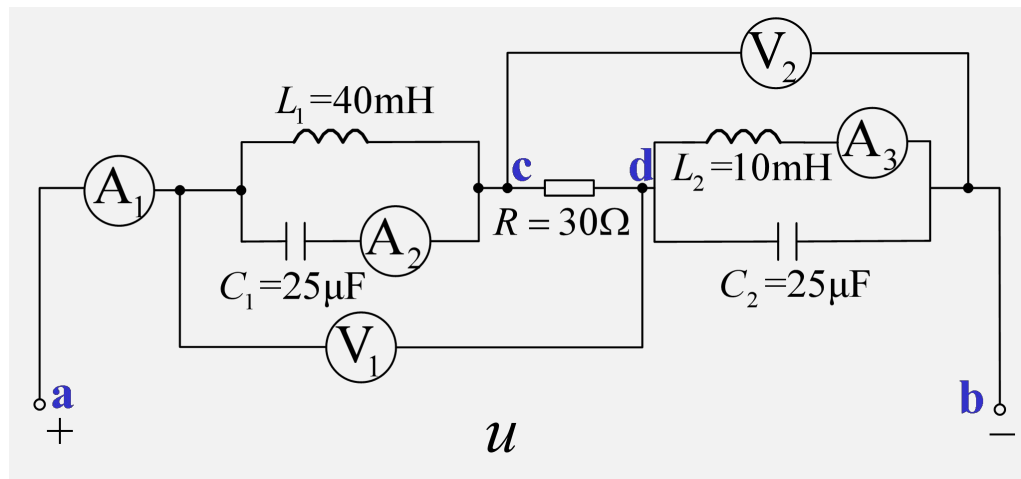 V₂
L₁=40mH
A₁
c
d
A₃
L₂=10mH
R = 30Ω
A₂
C₁=25μF
C₂=25μF
V₁
a
b
+
u
−